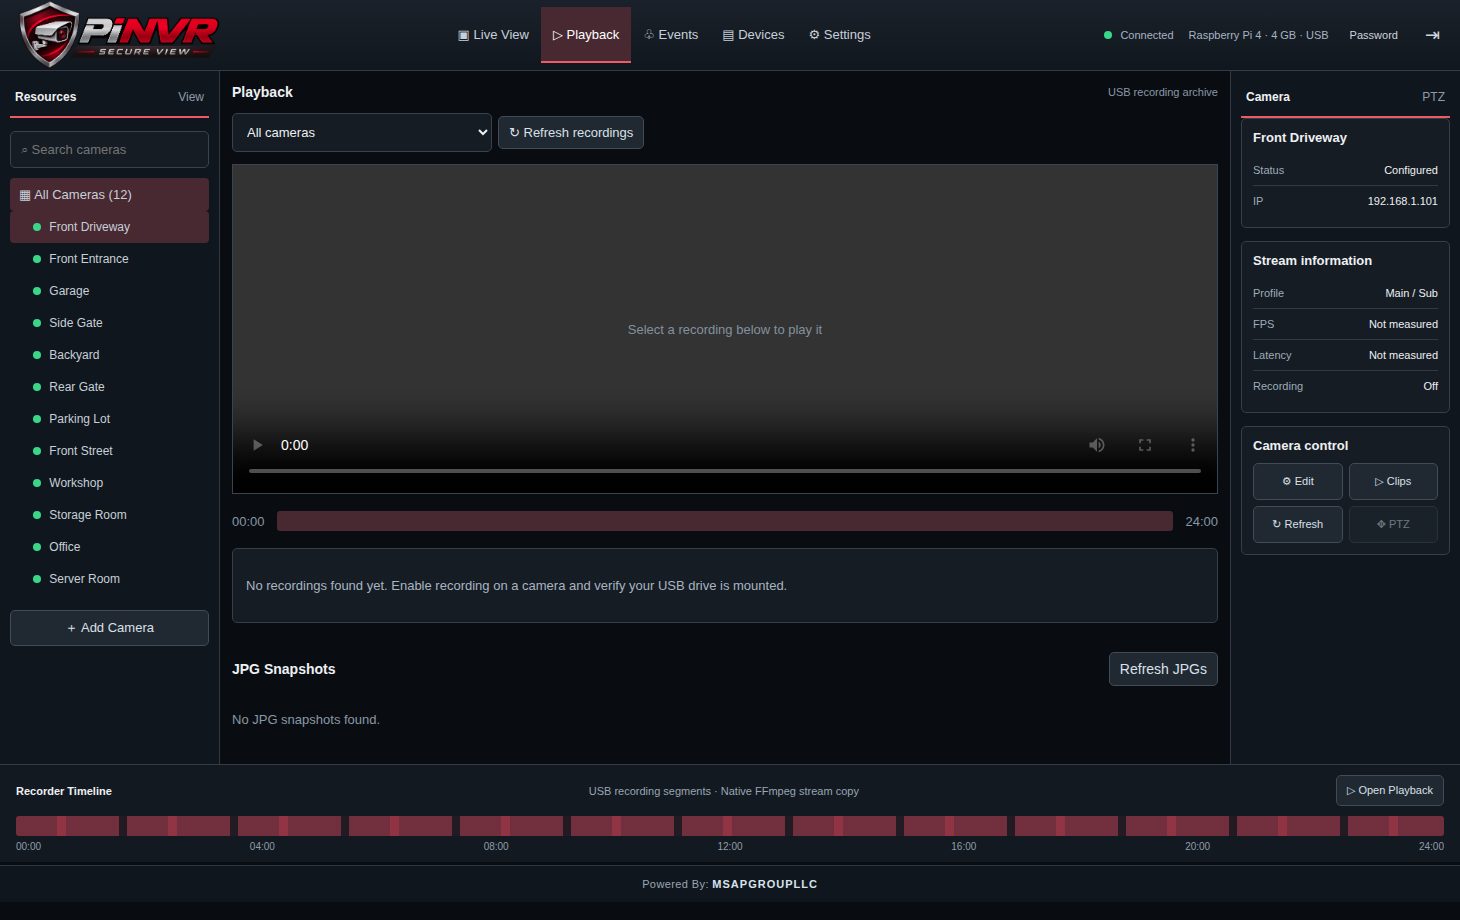 PiNVR
SECURE VIEW
Live View
Playback
Events
Devices
Settings
Connected
Raspberry Pi 4 · 4 GB · USB
Password
Resources
View
Search cameras
All Cameras (12)
Front Driveway
Front Entrance
Garage
Side Gate
Backyard
Rear Gate
Parking Lot
Front Street
Workshop
Storage Room
Office
Server Room
+ Add Camera
Playback
USB recording archive
All cameras
↻ Refresh recordings
Select a recording below to play it
0:00
00:00
24:00
No recordings found yet. Enable recording on a camera and verify your USB drive is mounted.
JPG Snapshots
Refresh JPGs
No JPG snapshots found.
Camera
PTZ
Front Driveway
Status Configured
IP 192.168.1.101
Stream information
Profile Main / Sub
FPS Not measured
Latency Not measured
Recording Off
Camera control
⚙ Edit
▷ Clips
↻ Refresh
✥ PTZ
Recorder Timeline
USB recording segments · Native FFmpeg stream copy
▷ Open Playback
00:00 04:00 08:00 12:00 16:00 20:00 24:00
Powered By: MSAPGROUPLLC